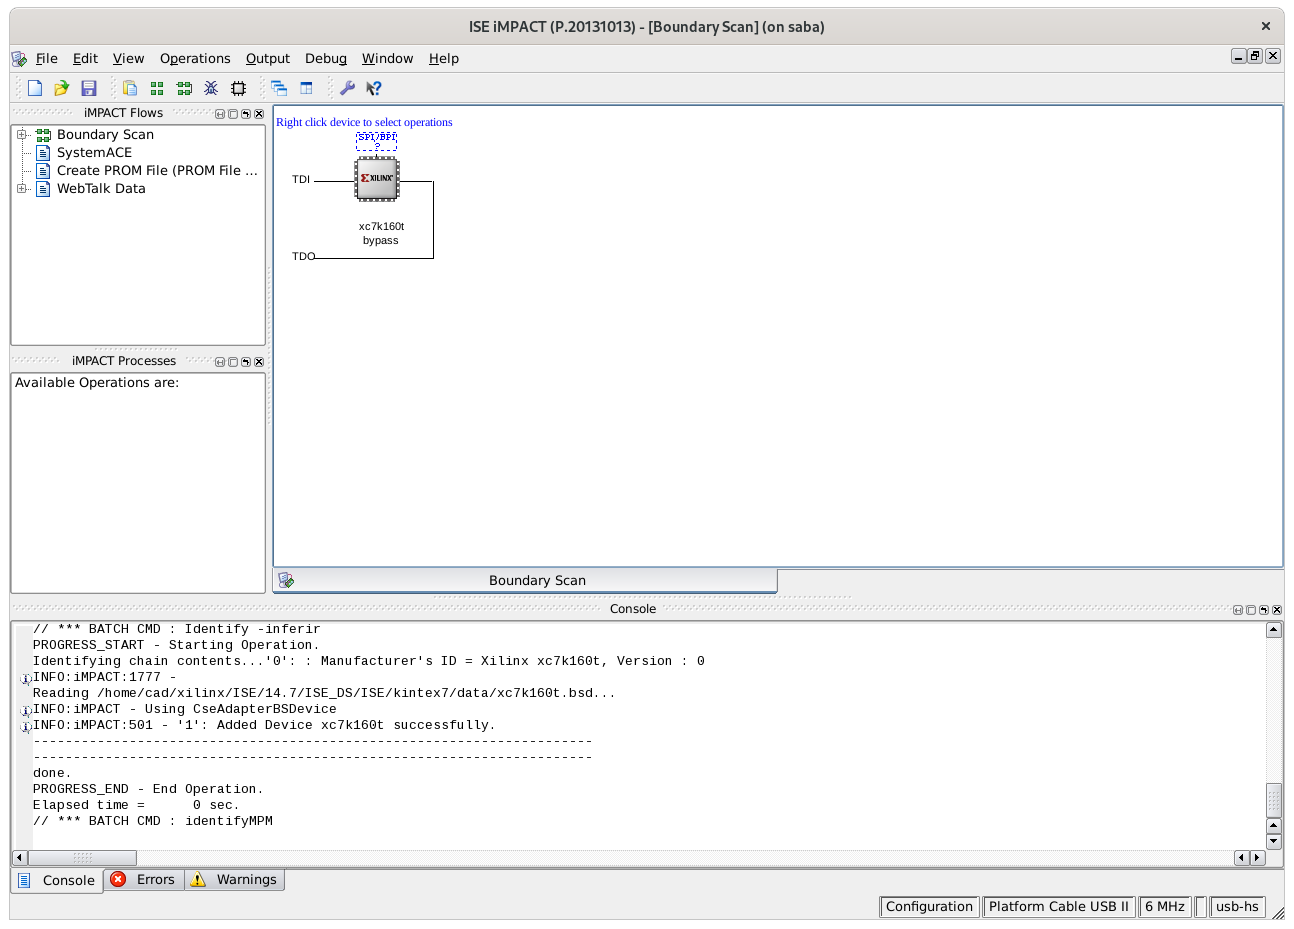 ISE iMPACT (P.20131013) - [Boundary Scan] (on saba)
File Edit View Operations Output Debug Window Help
iMPACT Flows
Boundary Scan
SystemACE
Create PROM File (PROM File ...
WebTalk Data
iMPACT Processes
Available Operations are:
Right click device to select operations
SPI/BPI
?
TDI
XILINX
xc7k160t
bypass
TDO
Boundary Scan
Console
// *** BATCH CMD : Identify -inferir
PROGRESS_START - Starting Operation.
Identifying chain contents...'0': : Manufacturer's ID = Xilinx xc7k160t, Version : 0
INFO:iMPACT:1777 -
Reading /home/cad/xilinx/ISE/14.7/ISE_DS/ISE/kintex7/data/xc7k160t.bsd...
INFO:iMPACT - Using CseAdapterBSDevice
INFO:iMPACT:501 - '1': Added Device xc7k160t successfully.
----------------------------------------------------------------------
----------------------------------------------------------------------
done.
PROGRESS_END - End Operation.
Elapsed time =      0 sec.
// *** BATCH CMD : identifyMPM
Console Errors Warnings
Configuration Platform Cable USB II 6 MHz usb-hs